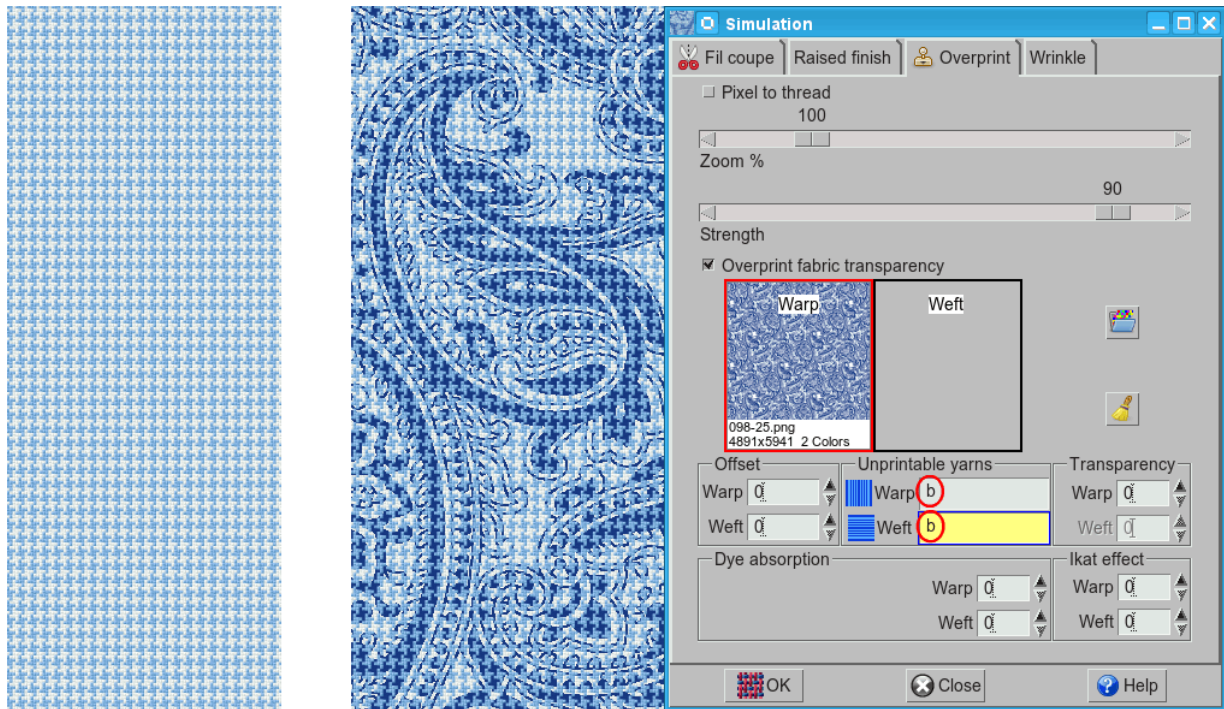 Simulation
Fil coupe Raised finish Overprint Wrinkle
Pixel to thread
100
Zoom %
90
Strength
Overprint fabric transparency
Warp Weft
098-25.png
4891x5941 2 Colors
Offset Unprintable yarns Transparency
Warp 0 Warp b Warp 0
Weft 0 Weft b Weft 0
Dye absorption Ikat effect
Warp 0 Warp 0
Weft 0 Weft 0
OK Close Help